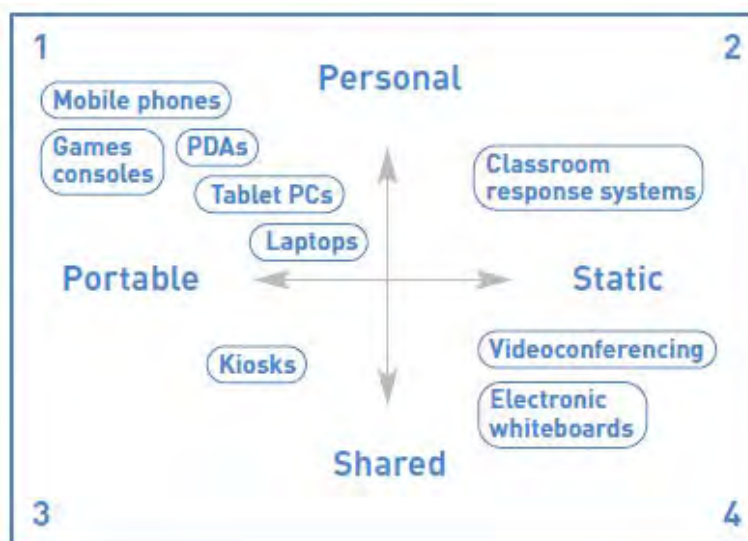 1
2
Personal
Mobile phones
Games
consoles
PDAs
Classroom
response systems
Tablet PCs
Laptops
Portable
Static
Kiosks
Videoconferencing
Electronic
whiteboards
Shared
3
4